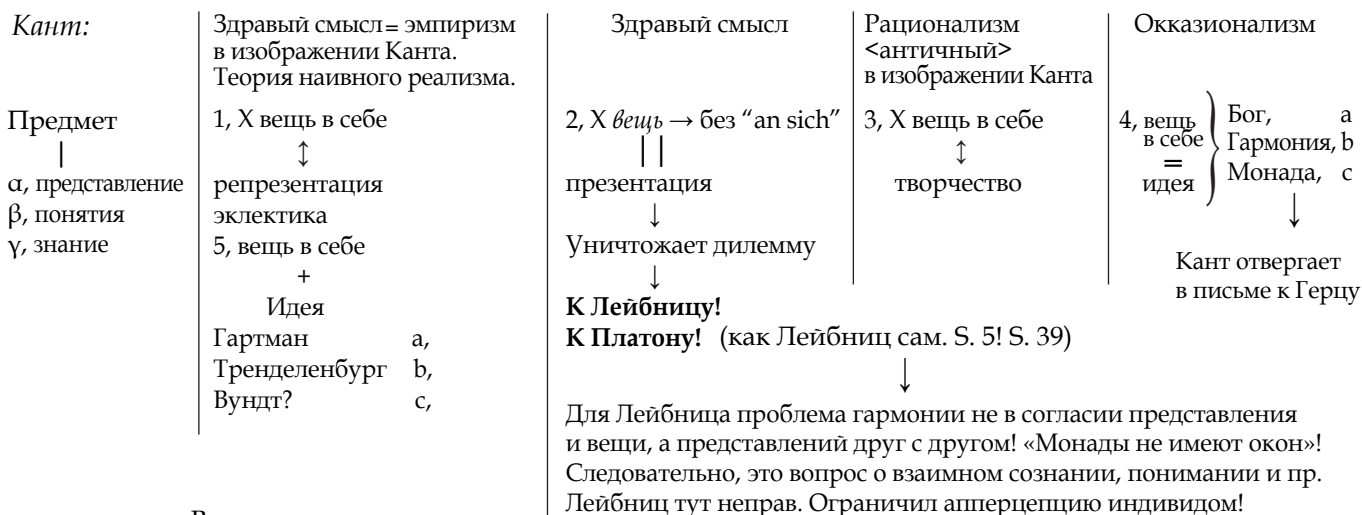 Кант:
Здравый смысл = эмпиризм
в изображении Канта.
Теория наивного реализма.
Здравый смысл
Рационализм
<античный>
в изображении Канта
Окказионализм
Предмет
|
α, представление
β, понятия
γ, знание
1, X вещь в себе
↕
репрезентация
эклектика
5, вещь в себе
+
Идея
Гартман a,
Тренделенбург b,
Вундт? c,
2, X вещь → без “an sich”
||
презентация
↓
Уничтожает дилемму
↓
К Лейбницу!
К Платону! (как Лейбниц сам. S. 5! S. 39)
↓
Для Лейбница проблема гармонии не в согласии представления
и вещи, а представлений друг с другом! «Монады не имеют окон»!
Следовательно, это вопрос о взаимном сознании, понимании и пр.
Лейбниц тут неправ. Ограничил апперцепцию индивидом!
3, X вещь в себе
↕
творчество
4, вещь
в себе
=
идея
Бог, a
Гармония, b
Монада, c
↓
Кант отвергает
в письме к Герцу